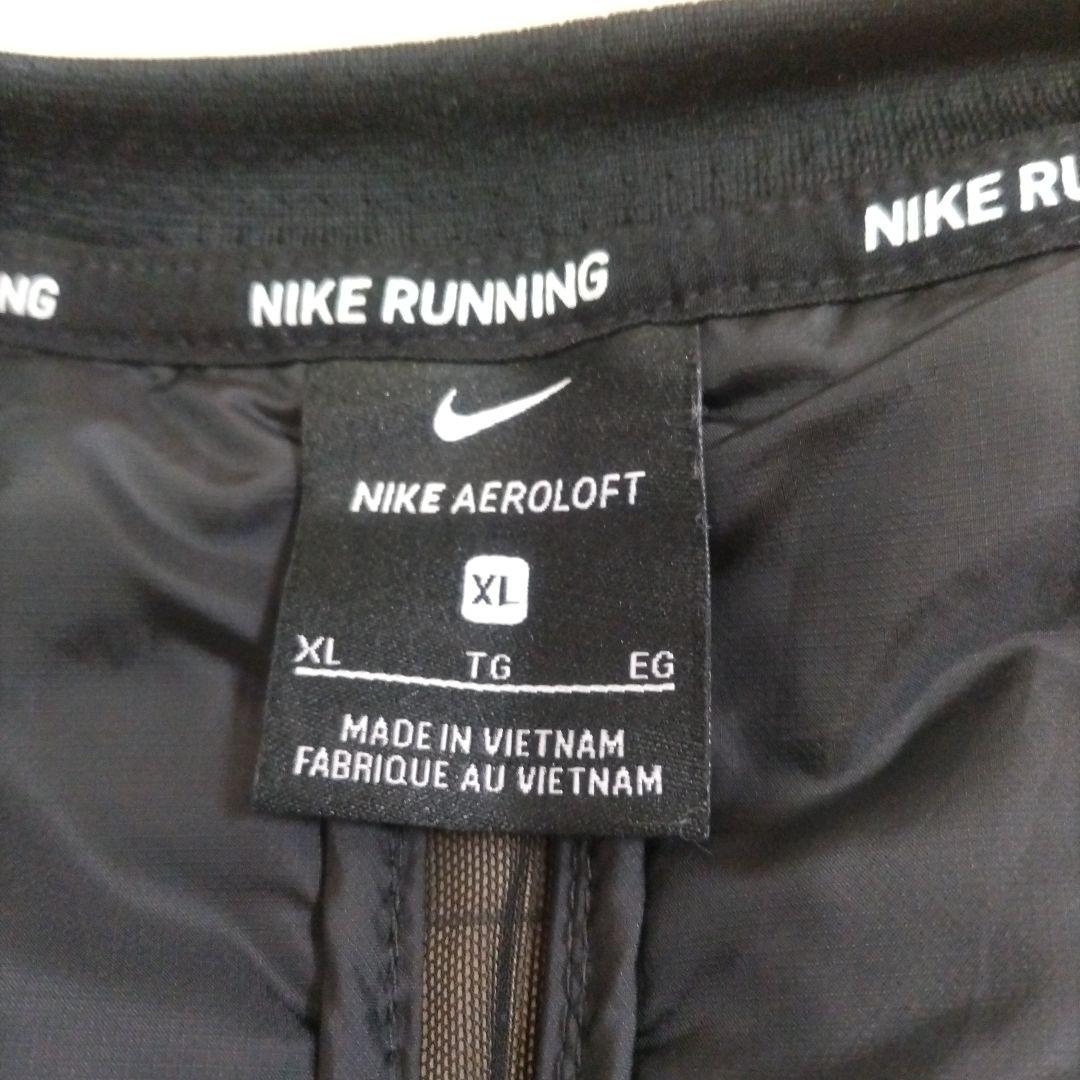 NG NIKE RUNNING NIKE RU
NIKE AEROLOFT
XL
XL TG EG
MADE IN VIETNAM
FABRIQUE AU VIETNAM